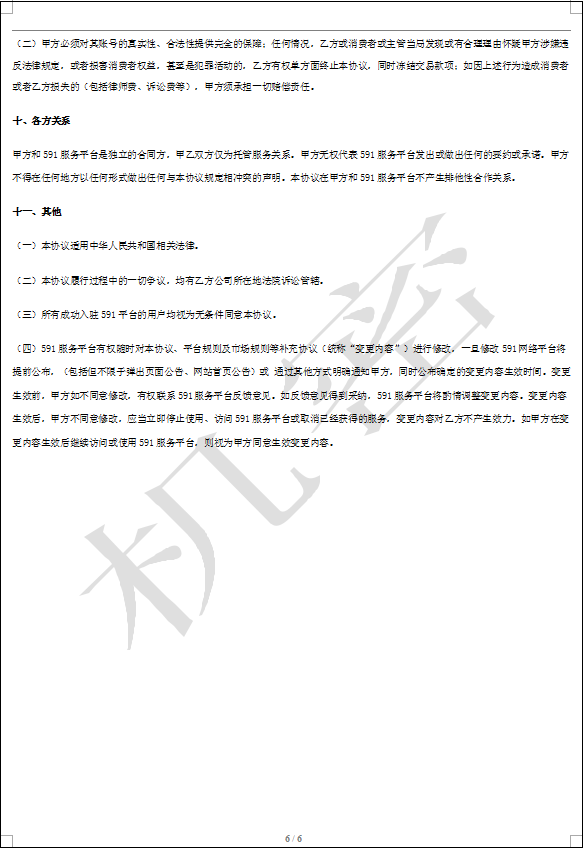 （二）甲方必须对其账号的真实性、合法性提供完全的保障；任何情况，乙方或消费者或主管当局发现或有合理理由怀疑甲方涉嫌违
反法律规定，或者损害消费者权益，甚至是犯罪活动的，乙方有权单方面终止本协议，同时冻结交易款项；如因上述行为造成消费者
或者乙方损失的（包括律师费、诉讼费等），甲方须承担一切赔偿责任。
十、各方关系
甲方和 591 服务平台是独立的合同方，甲乙双方仅为托管服务关系。甲方无权代表 591 服务平台发出或做出任何的要约或承诺。甲方
不得在任何地方以任何形式做出任何与本协议规定相冲突的声明。本协议在甲方和 591 服务平台不产生排他性合作关系。
十一、其他
（一）本协议适用中华人民共和国相关法律。
（二）本协议履行过程中的一切争议，均有乙方公司所在地法院诉讼管辖。
（三）所有成功入驻 591 平台的用户均视为无条件同意本协议。
（四）591 服务平台有权随时对本协议、平台规则及市场规则等补充协议（统称“变更内容”）进行修改，一旦修改 591 网络平台将
提前公布，（包括但不限于弹出页面公告、网站首页公告）或 通过其他方式明确通知甲方，同时公布确定的变更内容生效时间。变更
生效前，甲方如不同意修改，有权联系 591 服务平台反馈意见。如反馈意见得到采纳，591 服务平台将酌情调整变更内容。变更内容
生效后，甲方不同意修改，应当立即停止使用、访问 591 服务平台或取消已经获得的服务，变更内容对乙方不产生效力。如甲方在变
更内容生效后继续访问或使用 591 服务平台，则视为甲方同意生效变更内容。
机密
6 / 6